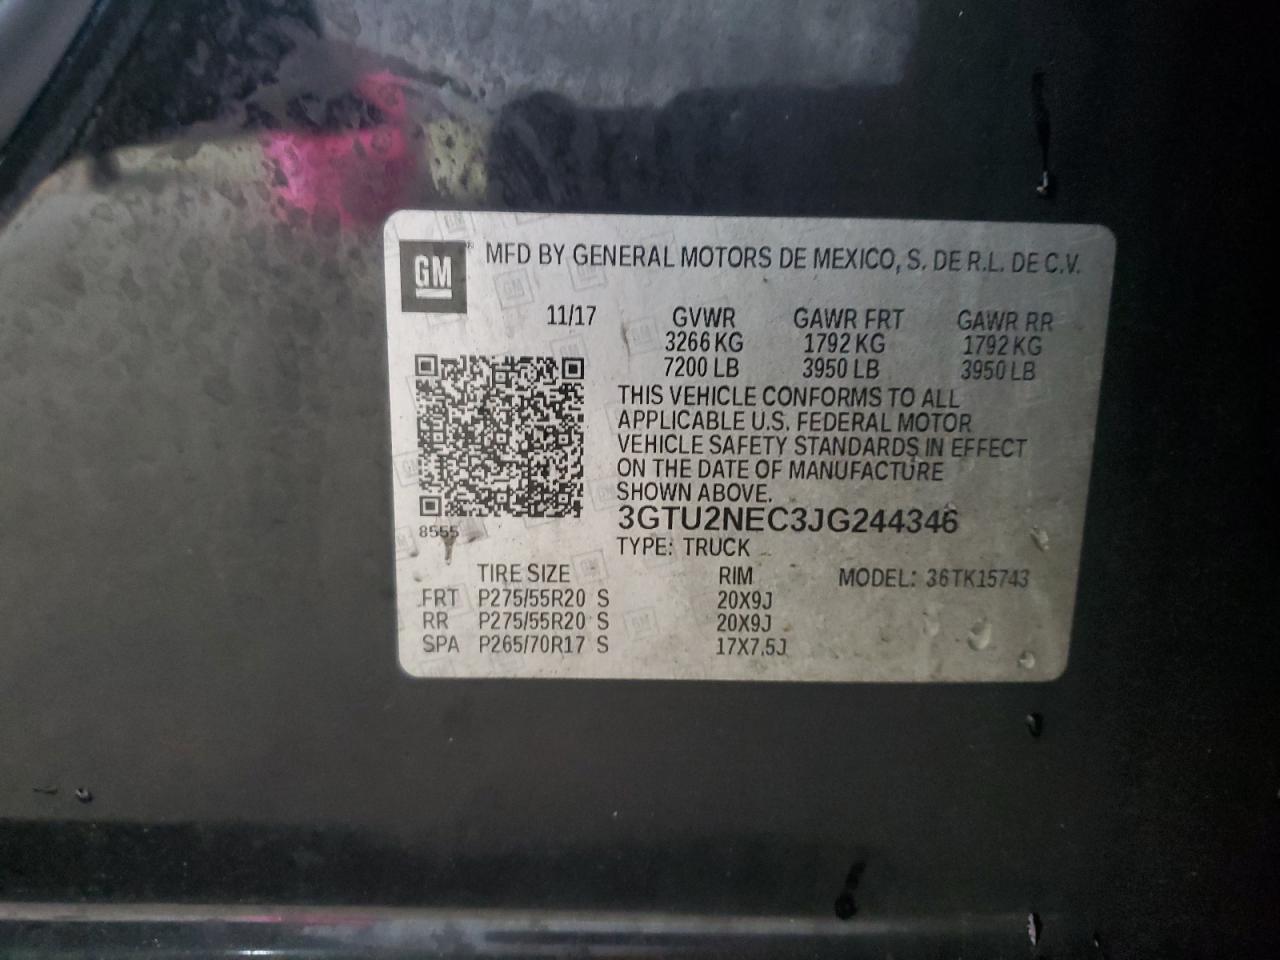 GM ® MFD BY GENERAL MOTORS DE MEXICO, S. DE R.L. DE C.V.
11/17 GVWR GAWR FRT GAWR RR
3266 KG 1792 KG 1792 KG
7200 LB 3950 LB 3950 LB
THIS VEHICLE CONFORMS TO ALL
APPLICABLE U.S. FEDERAL MOTOR
VEHICLE SAFETY STANDARDS IN EFFECT
ON THE DATE OF MANUFACTURE
SHOWN ABOVE.
3GTU2NEC3JG244346
8555
TYPE: TRUCK
TIRE SIZE RIM MODEL: 36TK15743
FRT P275/55R20 S 20X9J
RR P275/55R20 S 20X9J
SPA P265/70R17 S 17X7.5J